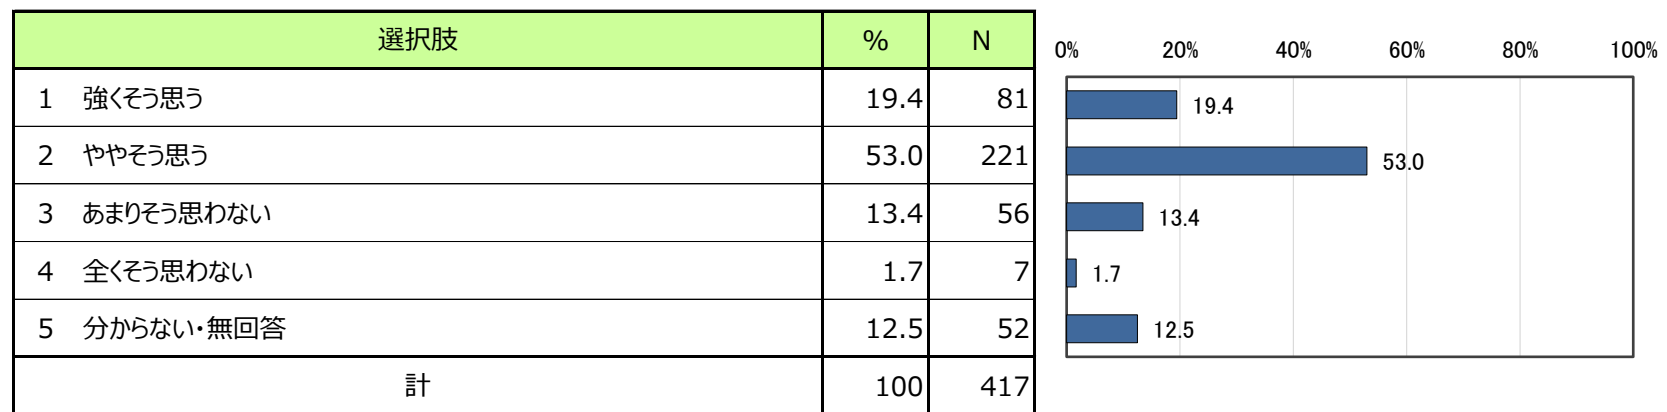 選択肢 % N
1 強くそう思う 19.4 81
2 ややそう思う 53.0 221
3 あまりそう思わない 13.4 56
4 全くそう思わない 1.7 7
5 分からない・無回答 12.5 52
計 100 417
0% 20% 40% 60% 80% 100%
19.4
53.0
13.4
1.7
12.5